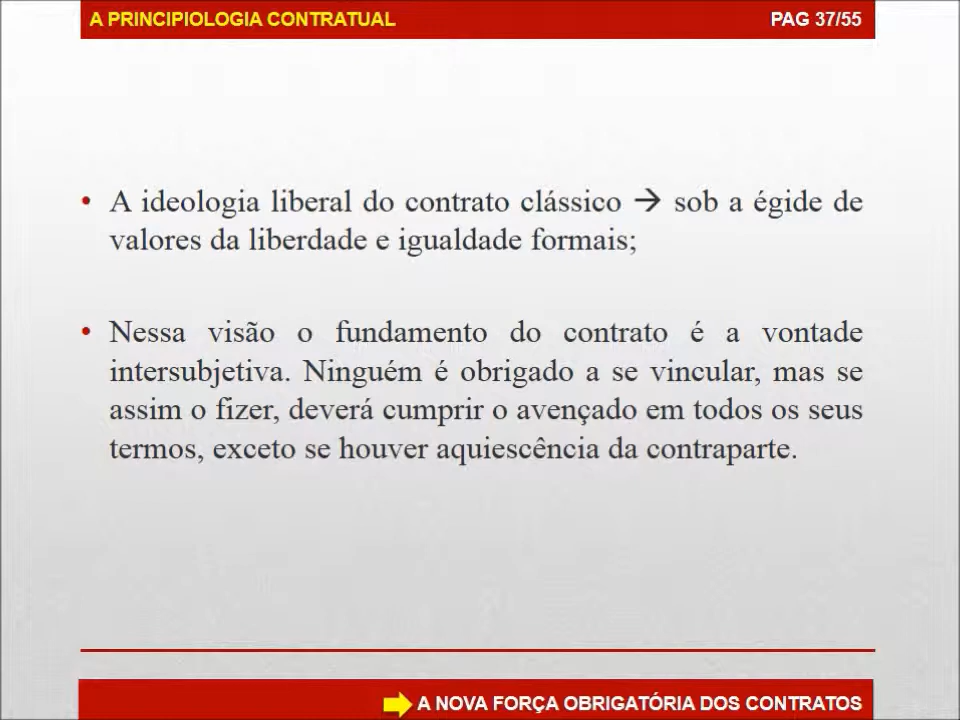 A PRINCIPIOLOGIA CONTRATUAL PAG 37/55
• A ideologia liberal do contrato clássico → sob a égide de
valores da liberdade e igualdade formais;
• Nessa visão o fundamento do contrato é a vontade
intersubjetiva. Ninguém é obrigado a se vincular, mas se
assim o fizer, deverá cumprir o avençado em todos os seus
termos, exceto se houver aquiescência da contraparte.
A NOVA FORÇA OBRIGATÓRIA DOS CONTRATOS